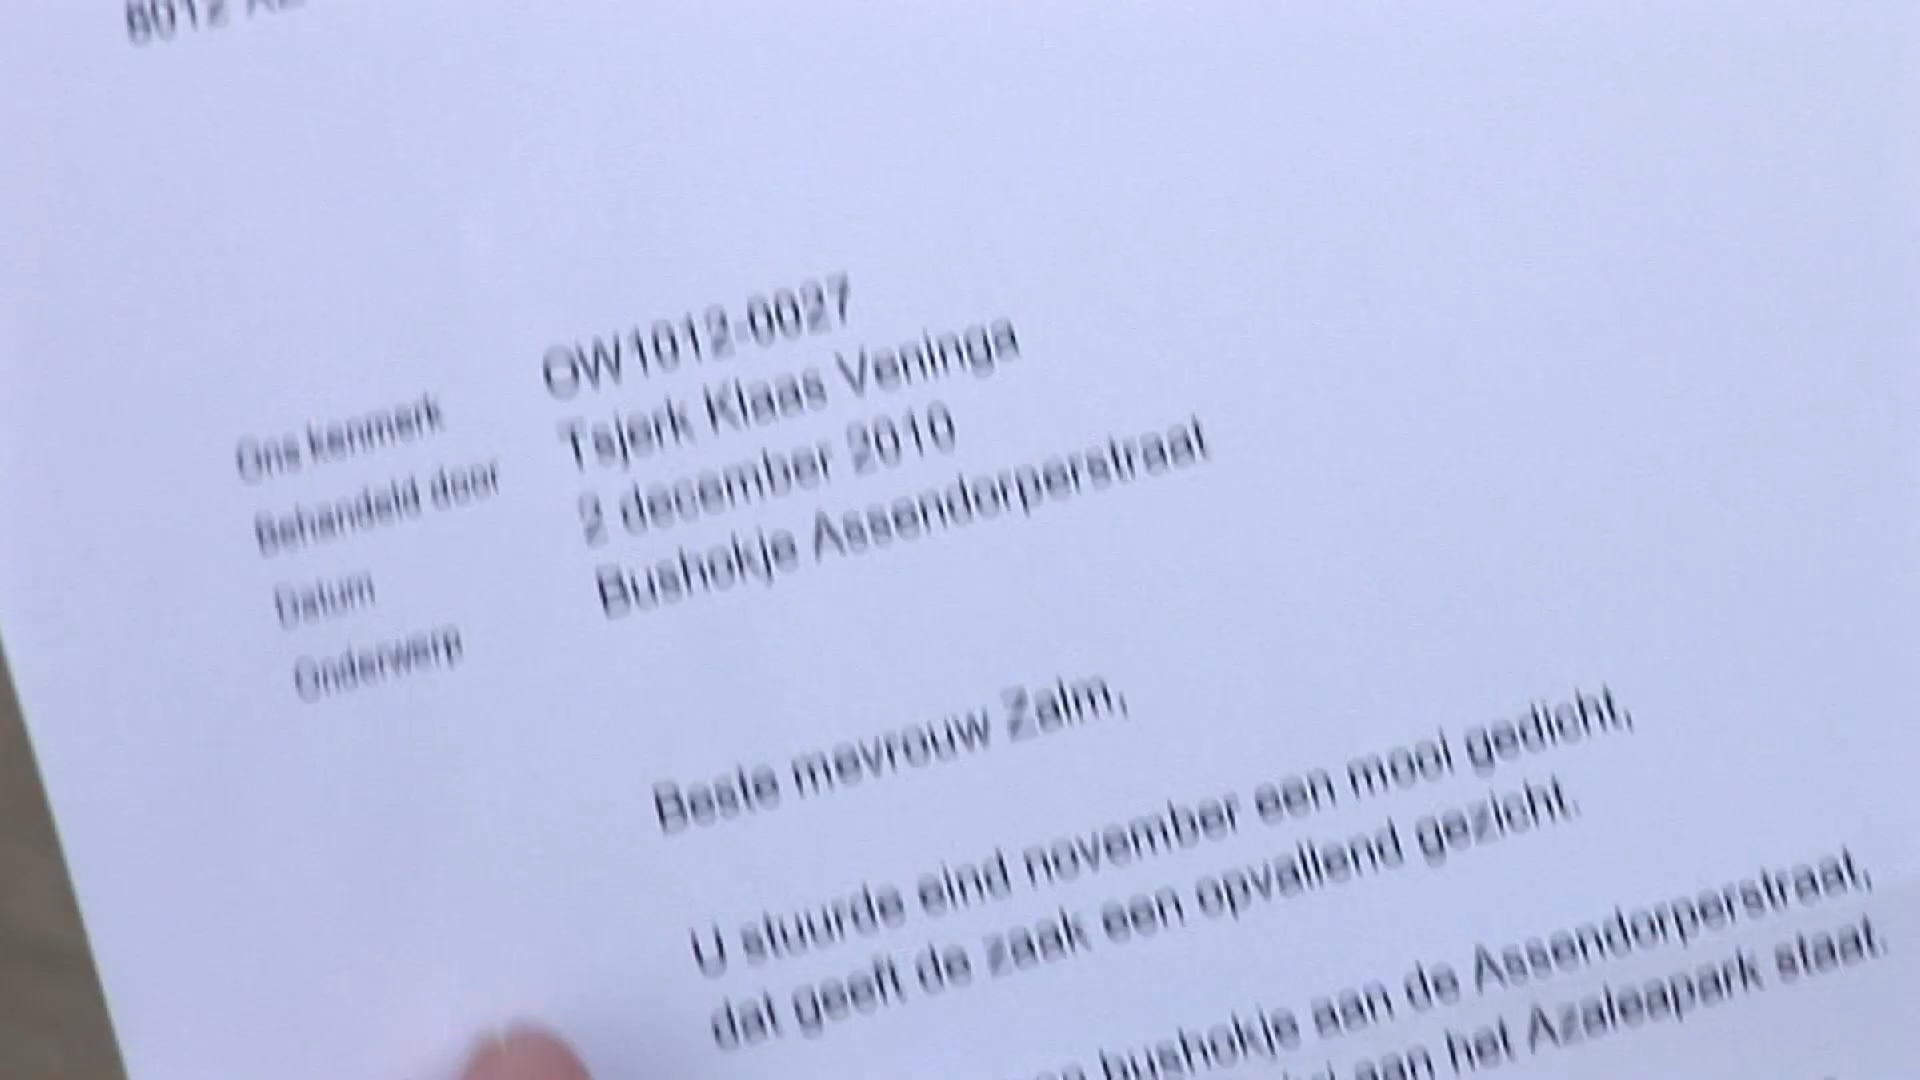 8012
Ons kenmerk OW1012-0027
Behandeld door Tsjerk Klaas Veninga
Datum 2 december 2010
Onderwerp Bushokje Assendorperstraat
Beste mevrouw Zalm,
U stuurde eind november een mooi gedicht,
dat geeft de zaak een opvallend gezicht.
bushokje aan de Assendorperstraat,
aan het Azaleapark staat.